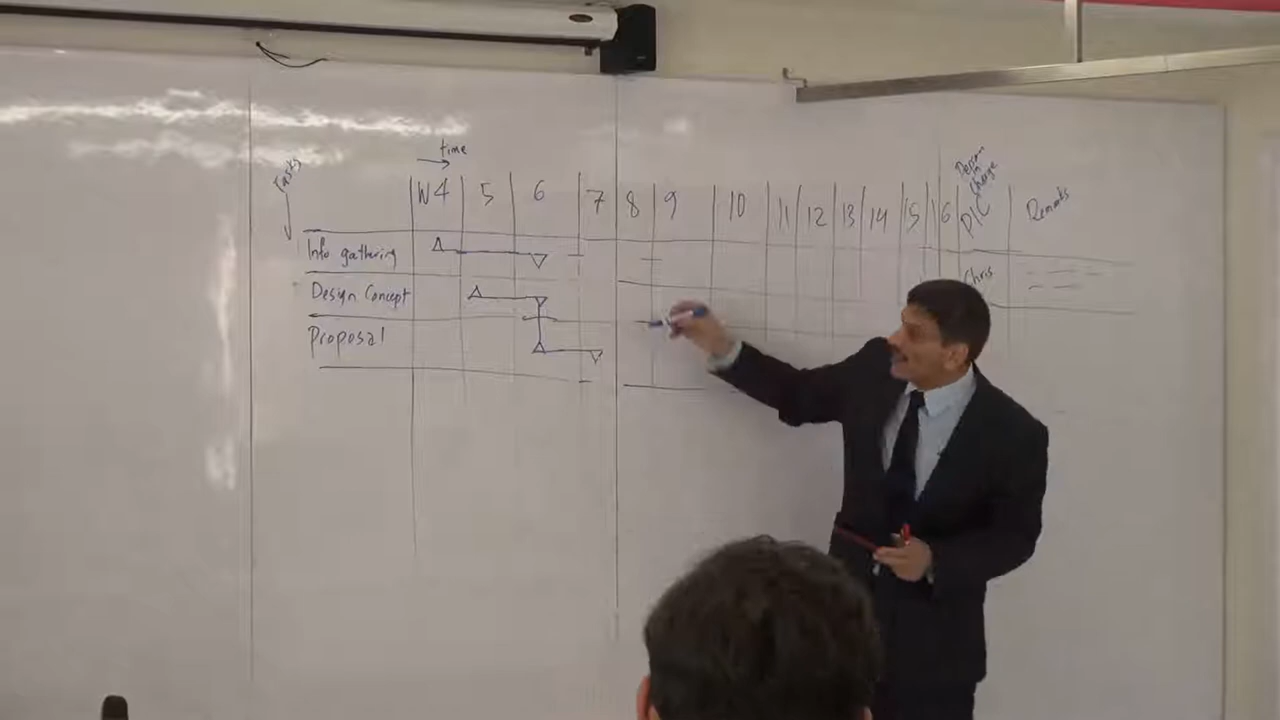 time
Tasks
Person
in
Charge
W4 5 6 7 8 9 10 11 12 13 14 15 16 PIC Remarks
Info gathering
Chris
Design Concept
Proposal